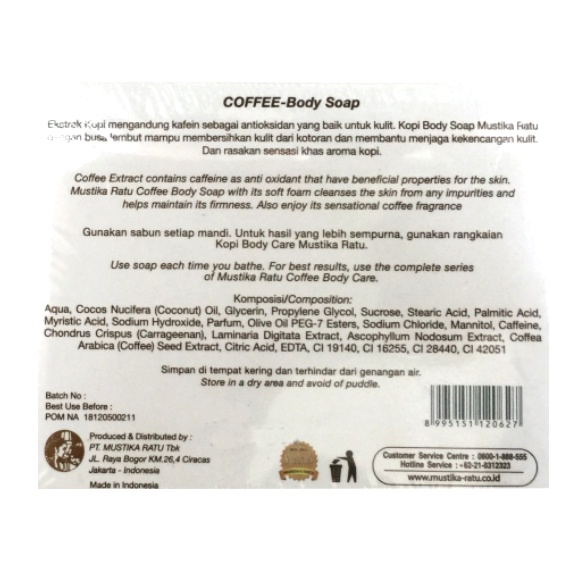 COFFEE-Body Soap
Ekstrak Kopi mengandung kafein sebagai antioksidan yang baik untuk kulit. Kopi Body Soap Mustika Ratu
dengan busa lembut mampu membersihkan kulit dari kotoran dan membantu menjaga kekencangan kulit.
Dan rasakan sensasi khas aroma kopi.
Coffee Extract contains caffeine as anti oxidant that have beneficial properties for the skin.
Mustika Ratu Coffee Body Soap with its soft foam cleanses the skin from any impurities and
helps maintain its firmness. Also enjoy its sensational coffee fragrance
Gunakan sabun setiap mandi. Untuk hasil yang lebih sempurna, gunakan rangkaian
Kopi Body Care Mustika Ratu.
Use soap each time you bathe. For best results, use the complete series
of Mustika Ratu Coffee Body Care.
Komposisi/Composition:
Aqua, Cocos Nucifera (Coconut) Oil, Glycerin, Propylene Glycol, Sucrose, Stearic Acid, Palmitic Acid,
Myristic Acid, Sodium Hydroxide, Parfum, Olive Oil PEG-7 Esters, Sodium Chloride, Mannitol, Caffeine,
Chondrus Crispus (Carrageenan), Laminaria Digitata Extract, Ascophyllum Nodosum Extract, Coffea
Arabica (Coffee) Seed Extract, Citric Acid, EDTA, CI 19140, CI 16255, CI 28440, CI 42051
Simpan di tempat kering dan terhindar dari genangan air.
Store in a dry area and avoid of puddle.
Batch No :
Best Use Before :
POM NA 18120500211
8 995151 120627
Produced & Distributed by :
PT. MUSTIKA RATU Tbk
JL. Raya Bogor KM.26,4 Ciracas
Jakarta - Indonesia
Made in Indonesia
Customer Service Centre : 0800-1-888-555
Hotline Service : +62-21-8312323
www.mustika-ratu.co.id